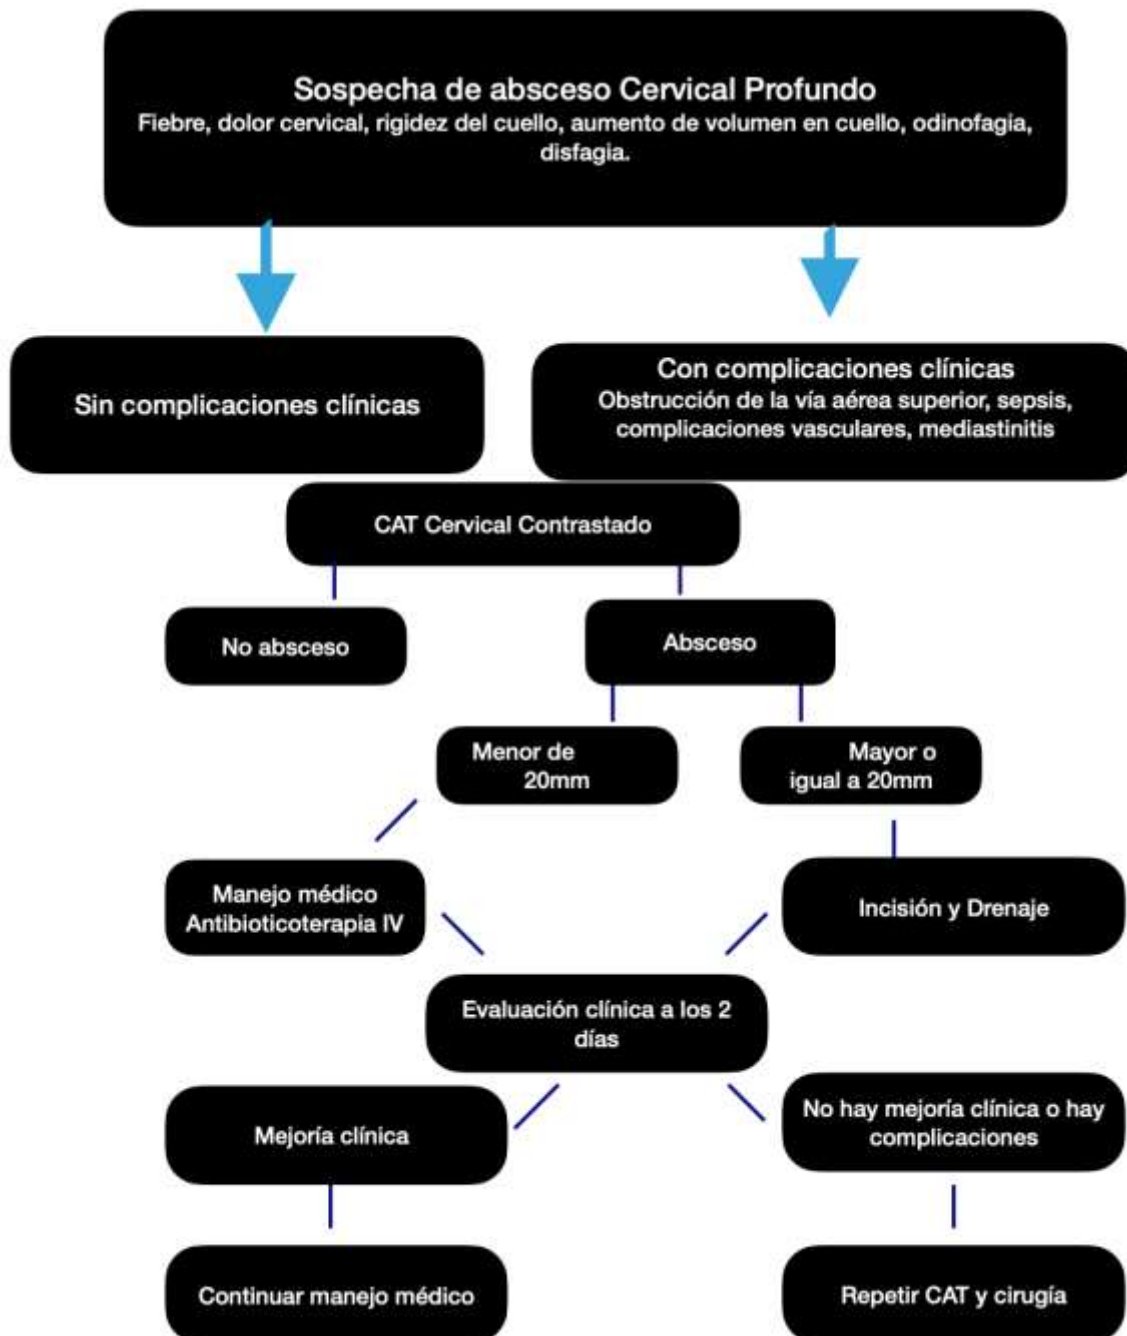 Sospecha de absceso Cervical Profundo
Fiebre, dolor cervical, rigidez del cuello, aumento de volumen en cuello, odinofagia,
disfagia.
Sin complicaciones clínicas
Con complicaciones clínicas
Obstrucción de la vía aérea superior, sepsis,
complicaciones vasculares, mediastinitis
CAT Cervical Contrastado
No absceso
Absceso
Menor de
20mm
Mayor o
igual a 20mm
Manejo médico
Antibioticoterapia IV
Incisión y Drenaje
Evaluación clínica a los 2
días
Mejoría clínica
No hay mejoría clínica o hay
complicaciones
Continuar manejo médico
Repetir CAT y cirugía